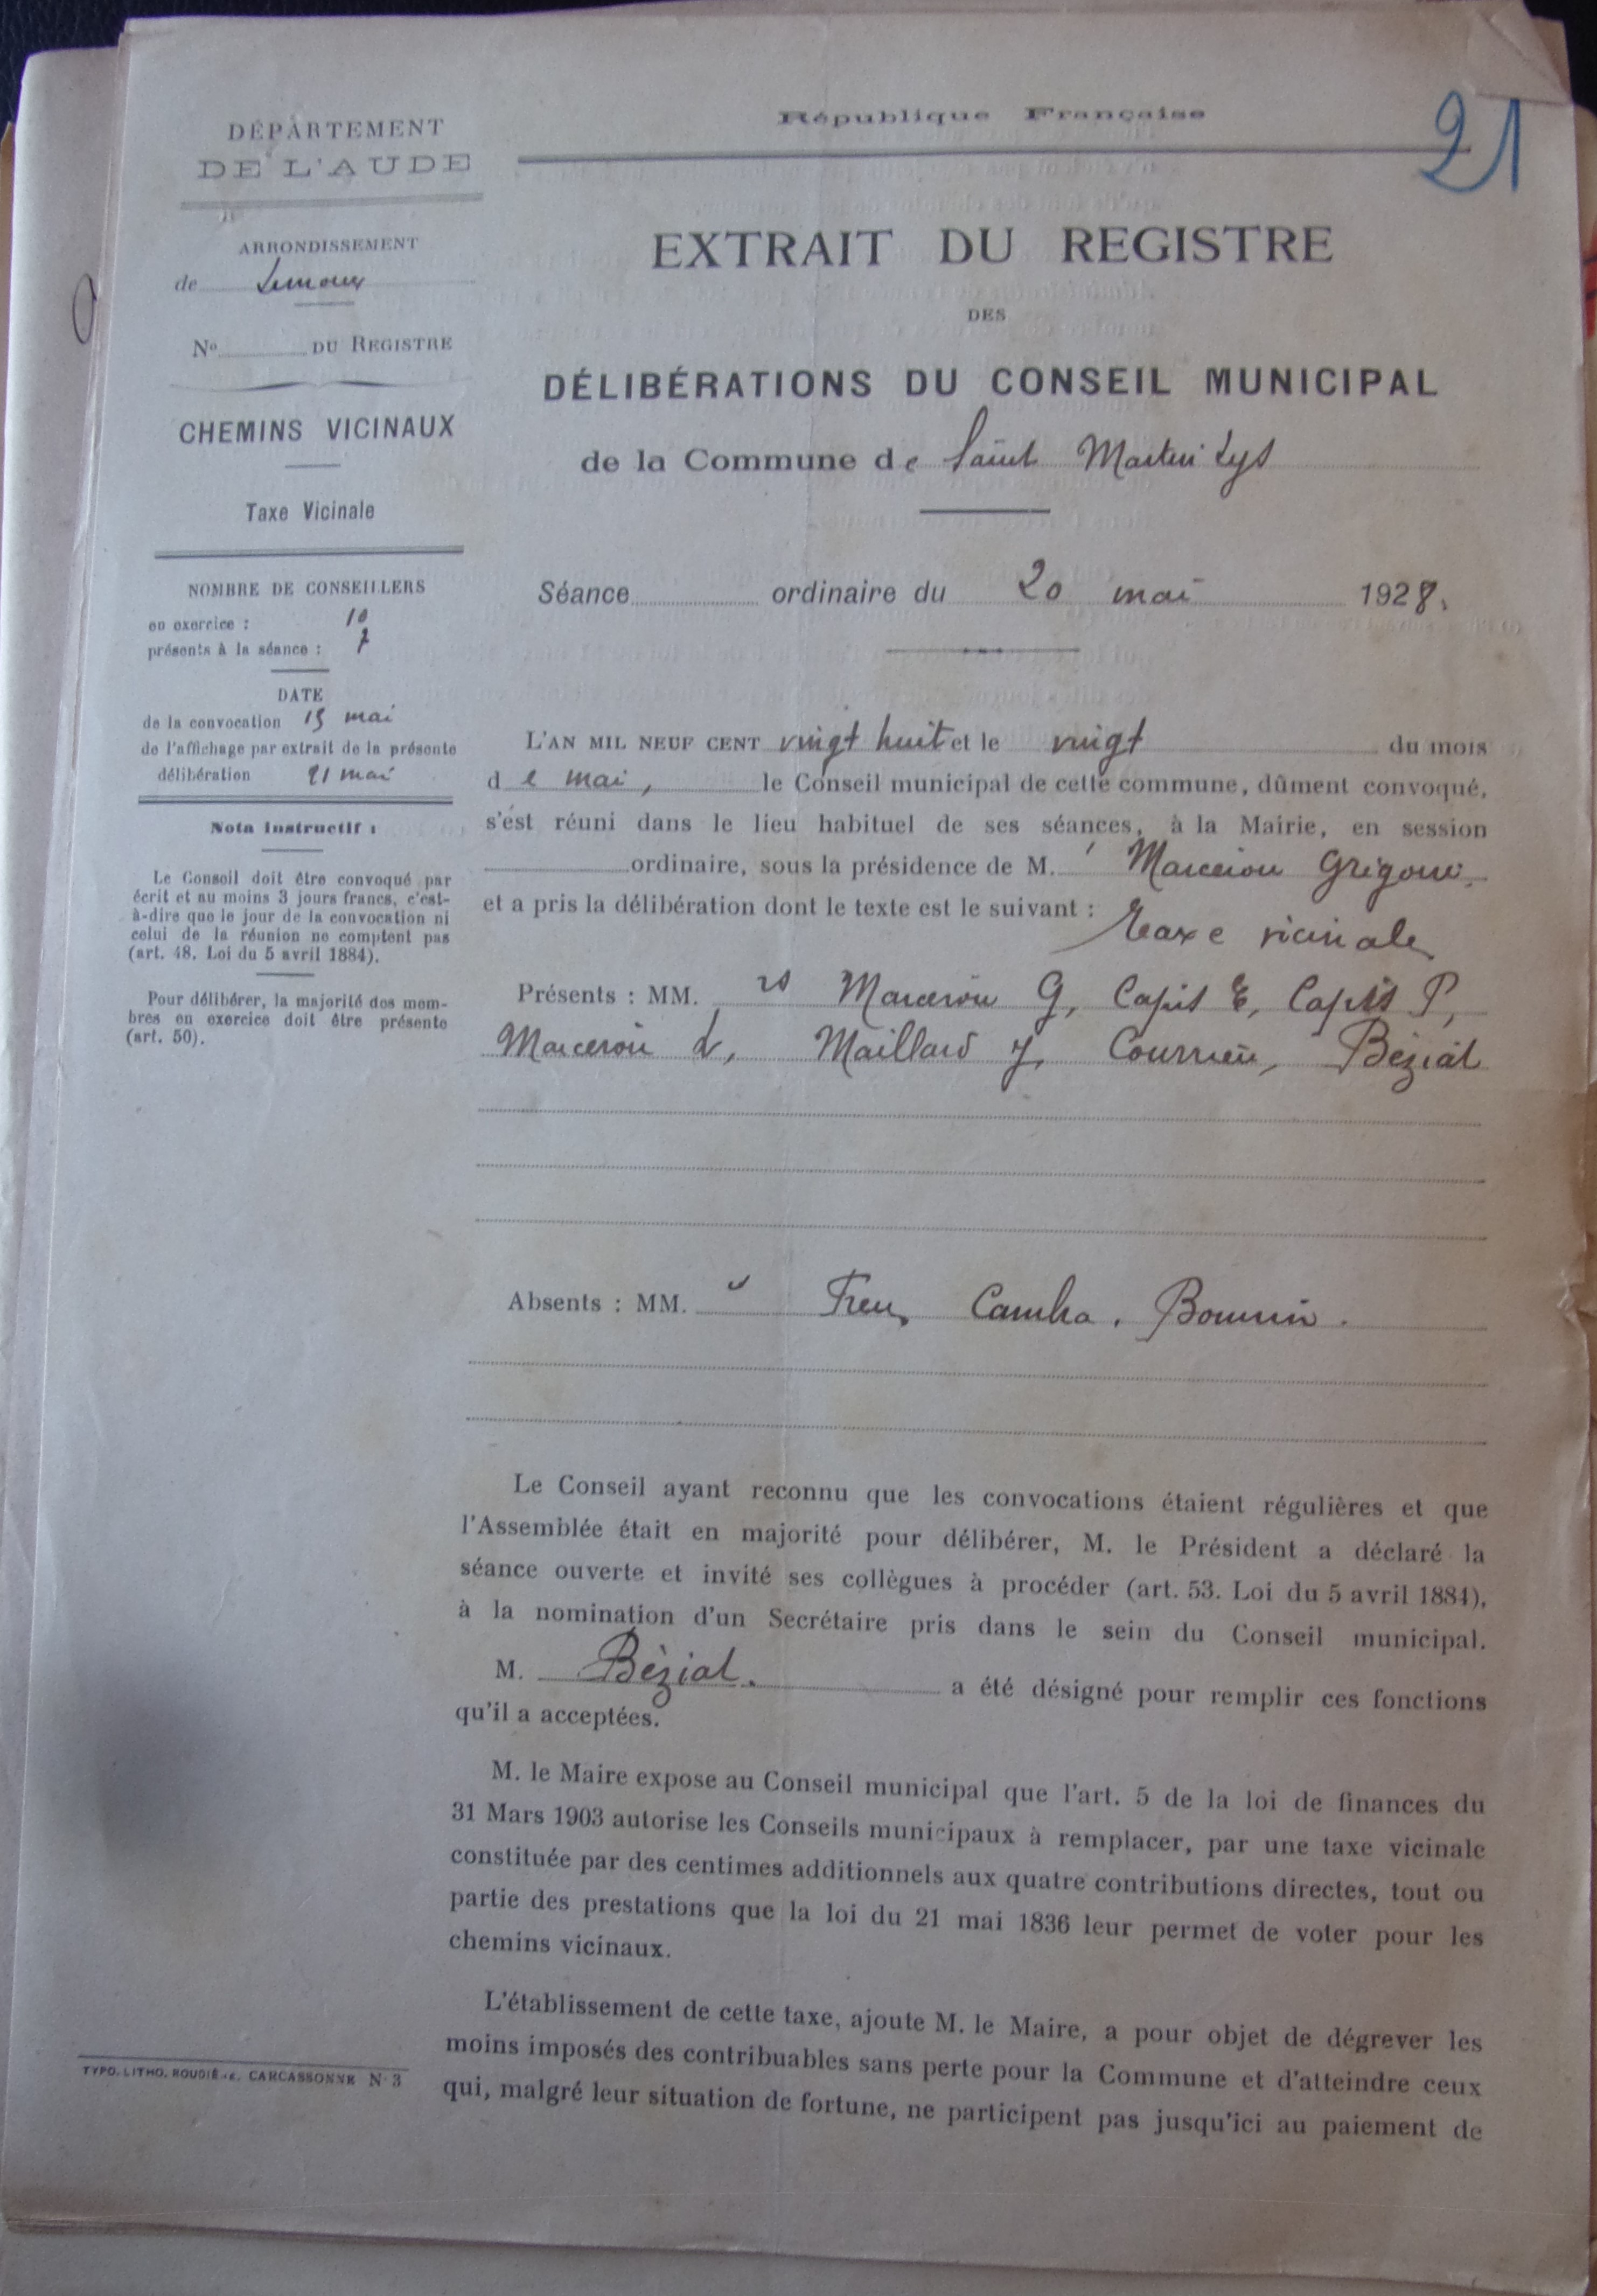 21
DÉPARTEMENT
DE L'AUDE
ARRONDISSEMENT
de Limoux
No DU REGISTRE
CHEMINS VICINAUX
Taxe Vicinale
NOMBRE DE CONSEILLERS
en exercice : 10
présents à la séance : 7
DATE
de la convocation 15 mai
de l'affichage par extrait de la présente
délibération 21 mai
Nota Instructif :
Le Conseil doit être convoqué par
écrit et au moins 3 jours francs, c'est-
à-dire que le jour de la convocation ni
celui de la réunion ne comptent pas
(art. 48. Loi du 5 avril 1884).
Pour délibérer, la majorité des mem-
bres en exercice doit être présente
(art. 50).
TYPO. LITHO. ROUDIÈRE. CARCASSONNE N° 3
République Française
EXTRAIT DU REGISTRE
DES
DÉLIBÉRATIONS DU CONSEIL MUNICIPAL
de la Commune de Saint Martin Lys
Séance ordinaire du 20 mai 1928.
L'AN MIL NEUF CENT vingt huit et le vingt du mois
de mai, le Conseil municipal de cette commune, dûment convoqué,
s'est réuni dans le lieu habituel de ses séances, à la Mairie, en session
ordinaire, sous la présidence de M. Marcerou
et a pris la délibération dont le texte est le suivant :
Taxe vicinale
Présents : MM. rs Marcerou G, Capis E, Capis P,
Marcerou L, Maillard J, Bézial
Absents : MM. Camba,
Le Conseil ayant reconnu que les convocations étaient régulières et que
l'Assemblée était en majorité pour délibérer, M. le Président a déclaré la
séance ouverte et invité ses collègues à procéder (art. 53. Loi du 5 avril 1884),
à la nomination d'un Secrétaire pris dans le sein du Conseil municipal.
M. Bézial. a été désigné pour remplir ces fonctions
qu'il a acceptées.
M. le Maire expose au Conseil municipal que l'art. 5 de la loi de finances du
31 Mars 1903 autorise les Conseils municipaux à remplacer, par une taxe vicinale
constituée par des centimes additionnels aux quatre contributions directes, tout ou
partie des prestations que la loi du 21 mai 1836 leur permet de voter pour les
chemins vicinaux.
L'établissement de cette taxe, ajoute M. le Maire, a pour objet de dégrever les
moins imposés des contribuables sans perte pour la Commune et d'atteindre ceux
qui, malgré leur situation de fortune, ne participent pas jusqu'ici au paiement de